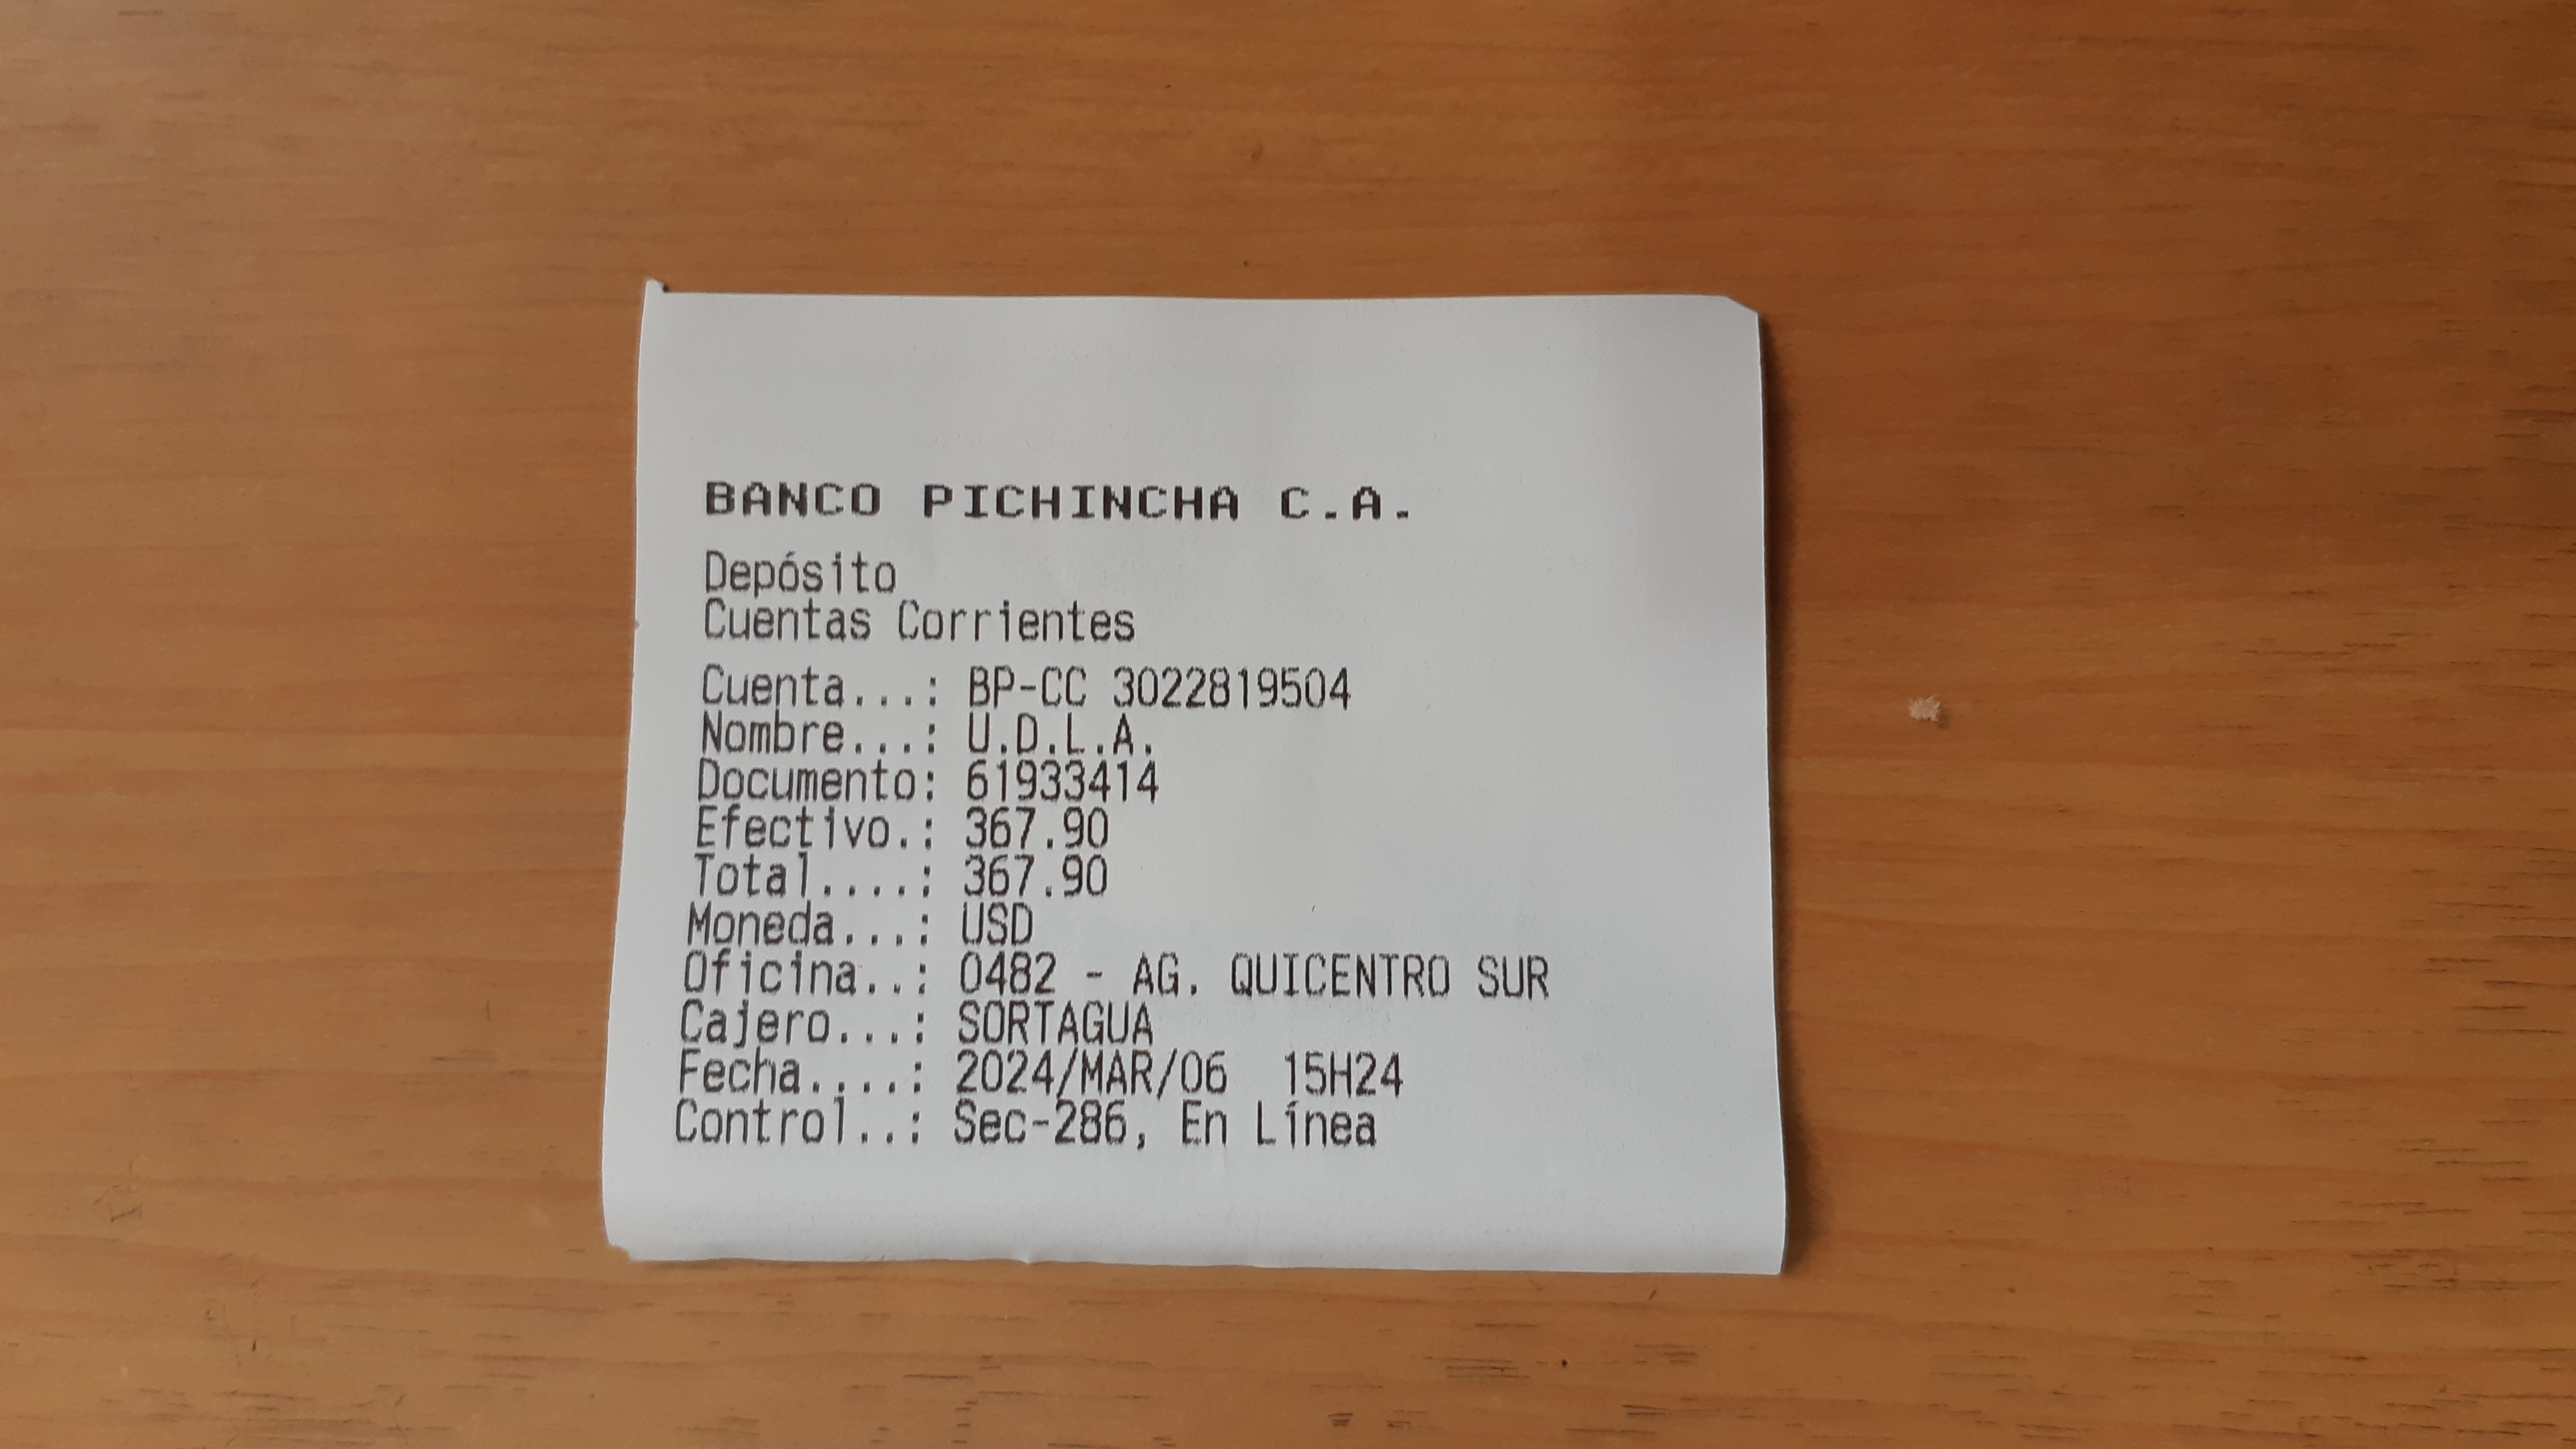 BANCO PICHINCHA C.A.
Depósito
Cuentas Corrientes
Cuenta...: BP-CC 3022819504
Nombre...: U.D.L.A.
Documento: 61933414
Efectivo.: 367.90
Total....: 367.90
Moneda...: USD
Oficina..: 0482 - AG. QUICENTRO SUR
Cajero...: SORTAGUA
Fecha....: 2024/MAR/06  15H24
Control..: Sec-286, En Línea